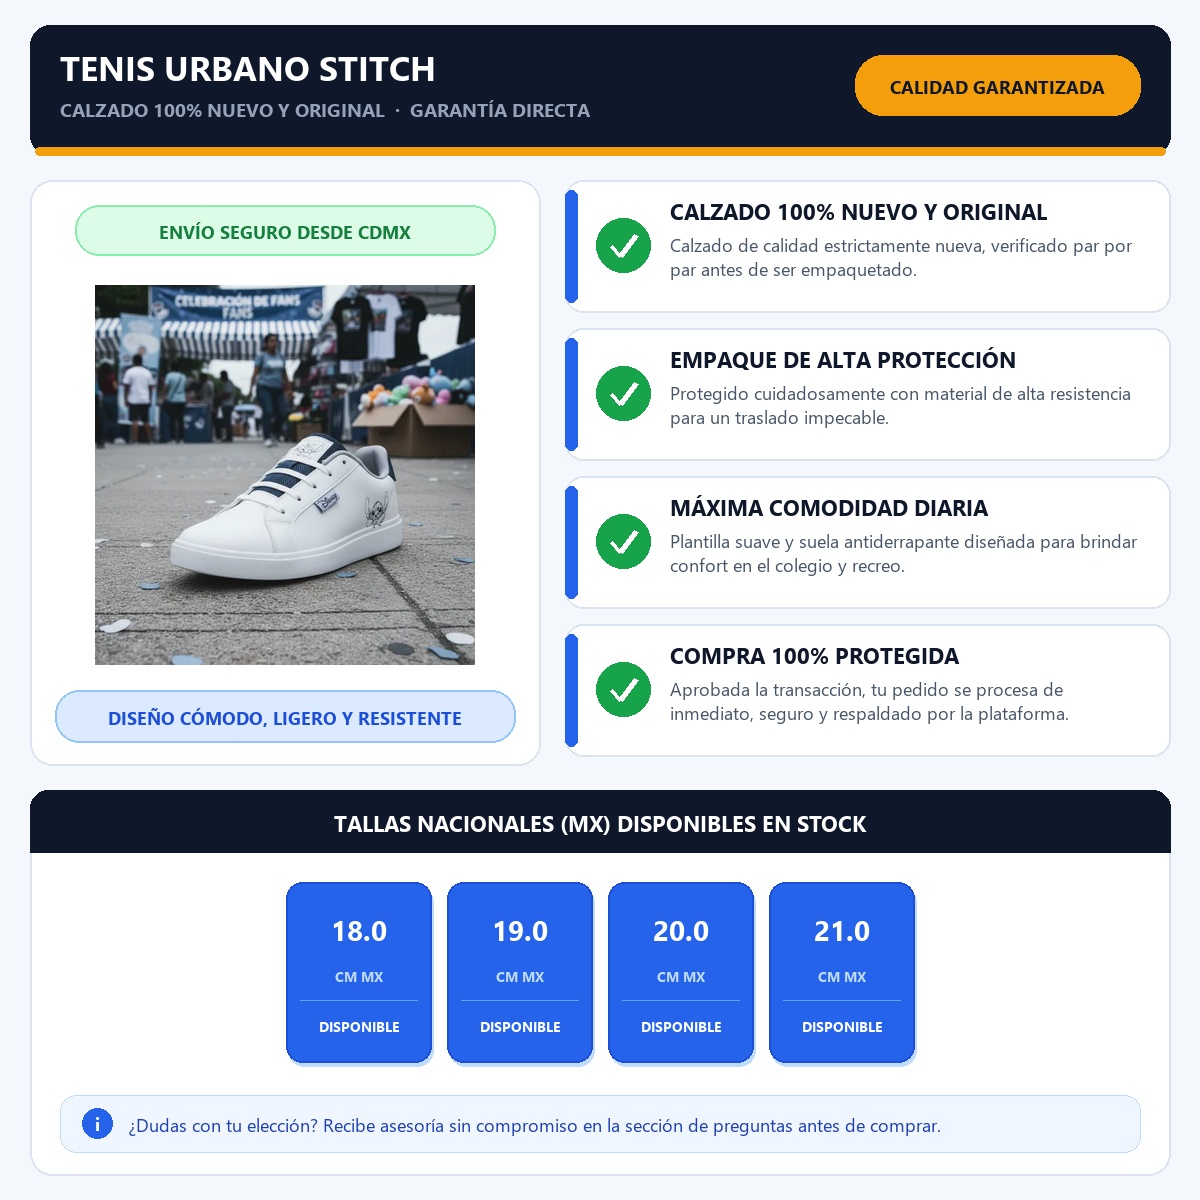 TENIS URBANO STITCH
CALZADO 100% NUEVO Y ORIGINAL · GARANTÍA DIRECTA
CALIDAD GARANTIZADA
ENVÍO SEGURO DESDE CDMX
CELEBRACIÓN DE FANS
FANS
Disney
DISEÑO CÓMODO, LIGERO Y RESISTENTE
CALZADO 100% NUEVO Y ORIGINAL
Calzado de calidad estrictamente nueva, verificado par por
par antes de ser empaquetado.
EMPAQUE DE ALTA PROTECCIÓN
Protegido cuidadosamente con material de alta resistencia
para un traslado impecable.
MÁXIMA COMODIDAD DIARIA
Plantilla suave y suela antiderrapante diseñada para brindar
confort en el colegio y recreo.
COMPRA 100% PROTEGIDA
Aprobada la transacción, tu pedido se procesa de
inmediato, seguro y respaldado por la plataforma.
TALLAS NACIONALES (MX) DISPONIBLES EN STOCK
18.0
CM MX
DISPONIBLE
19.0
CM MX
DISPONIBLE
20.0
CM MX
DISPONIBLE
21.0
CM MX
DISPONIBLE
¿Dudas con tu elección? Recibe asesoría sin compromiso en la sección de preguntas antes de comprar.